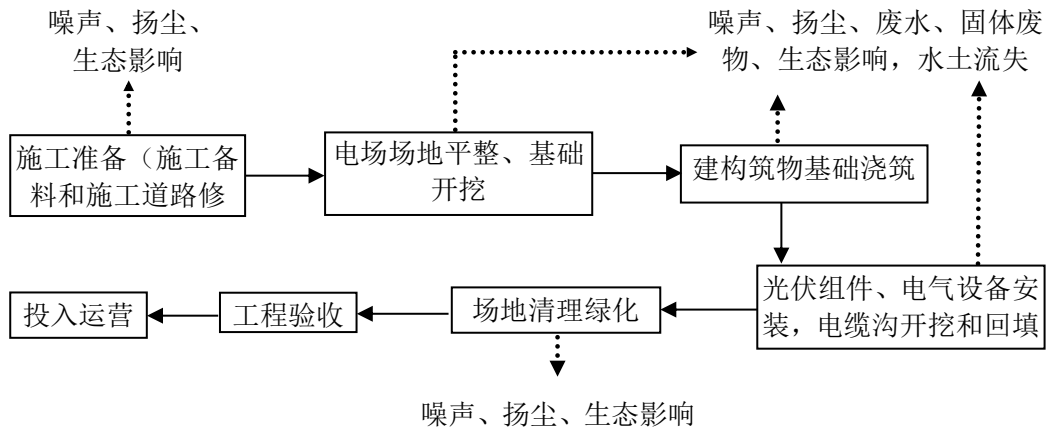 噪声、扬尘、
生态影响
噪声、扬尘、废水、固体废
物、生态影响，水土流失
施工准备（施工备
料和施工道路修
电场场地平整、基础
开挖
建构筑物基础浇筑
光伏组件、电气设备安
装，电缆沟开挖和回填
场地清理绿化
工程验收
投入运营
噪声、扬尘、生态影响